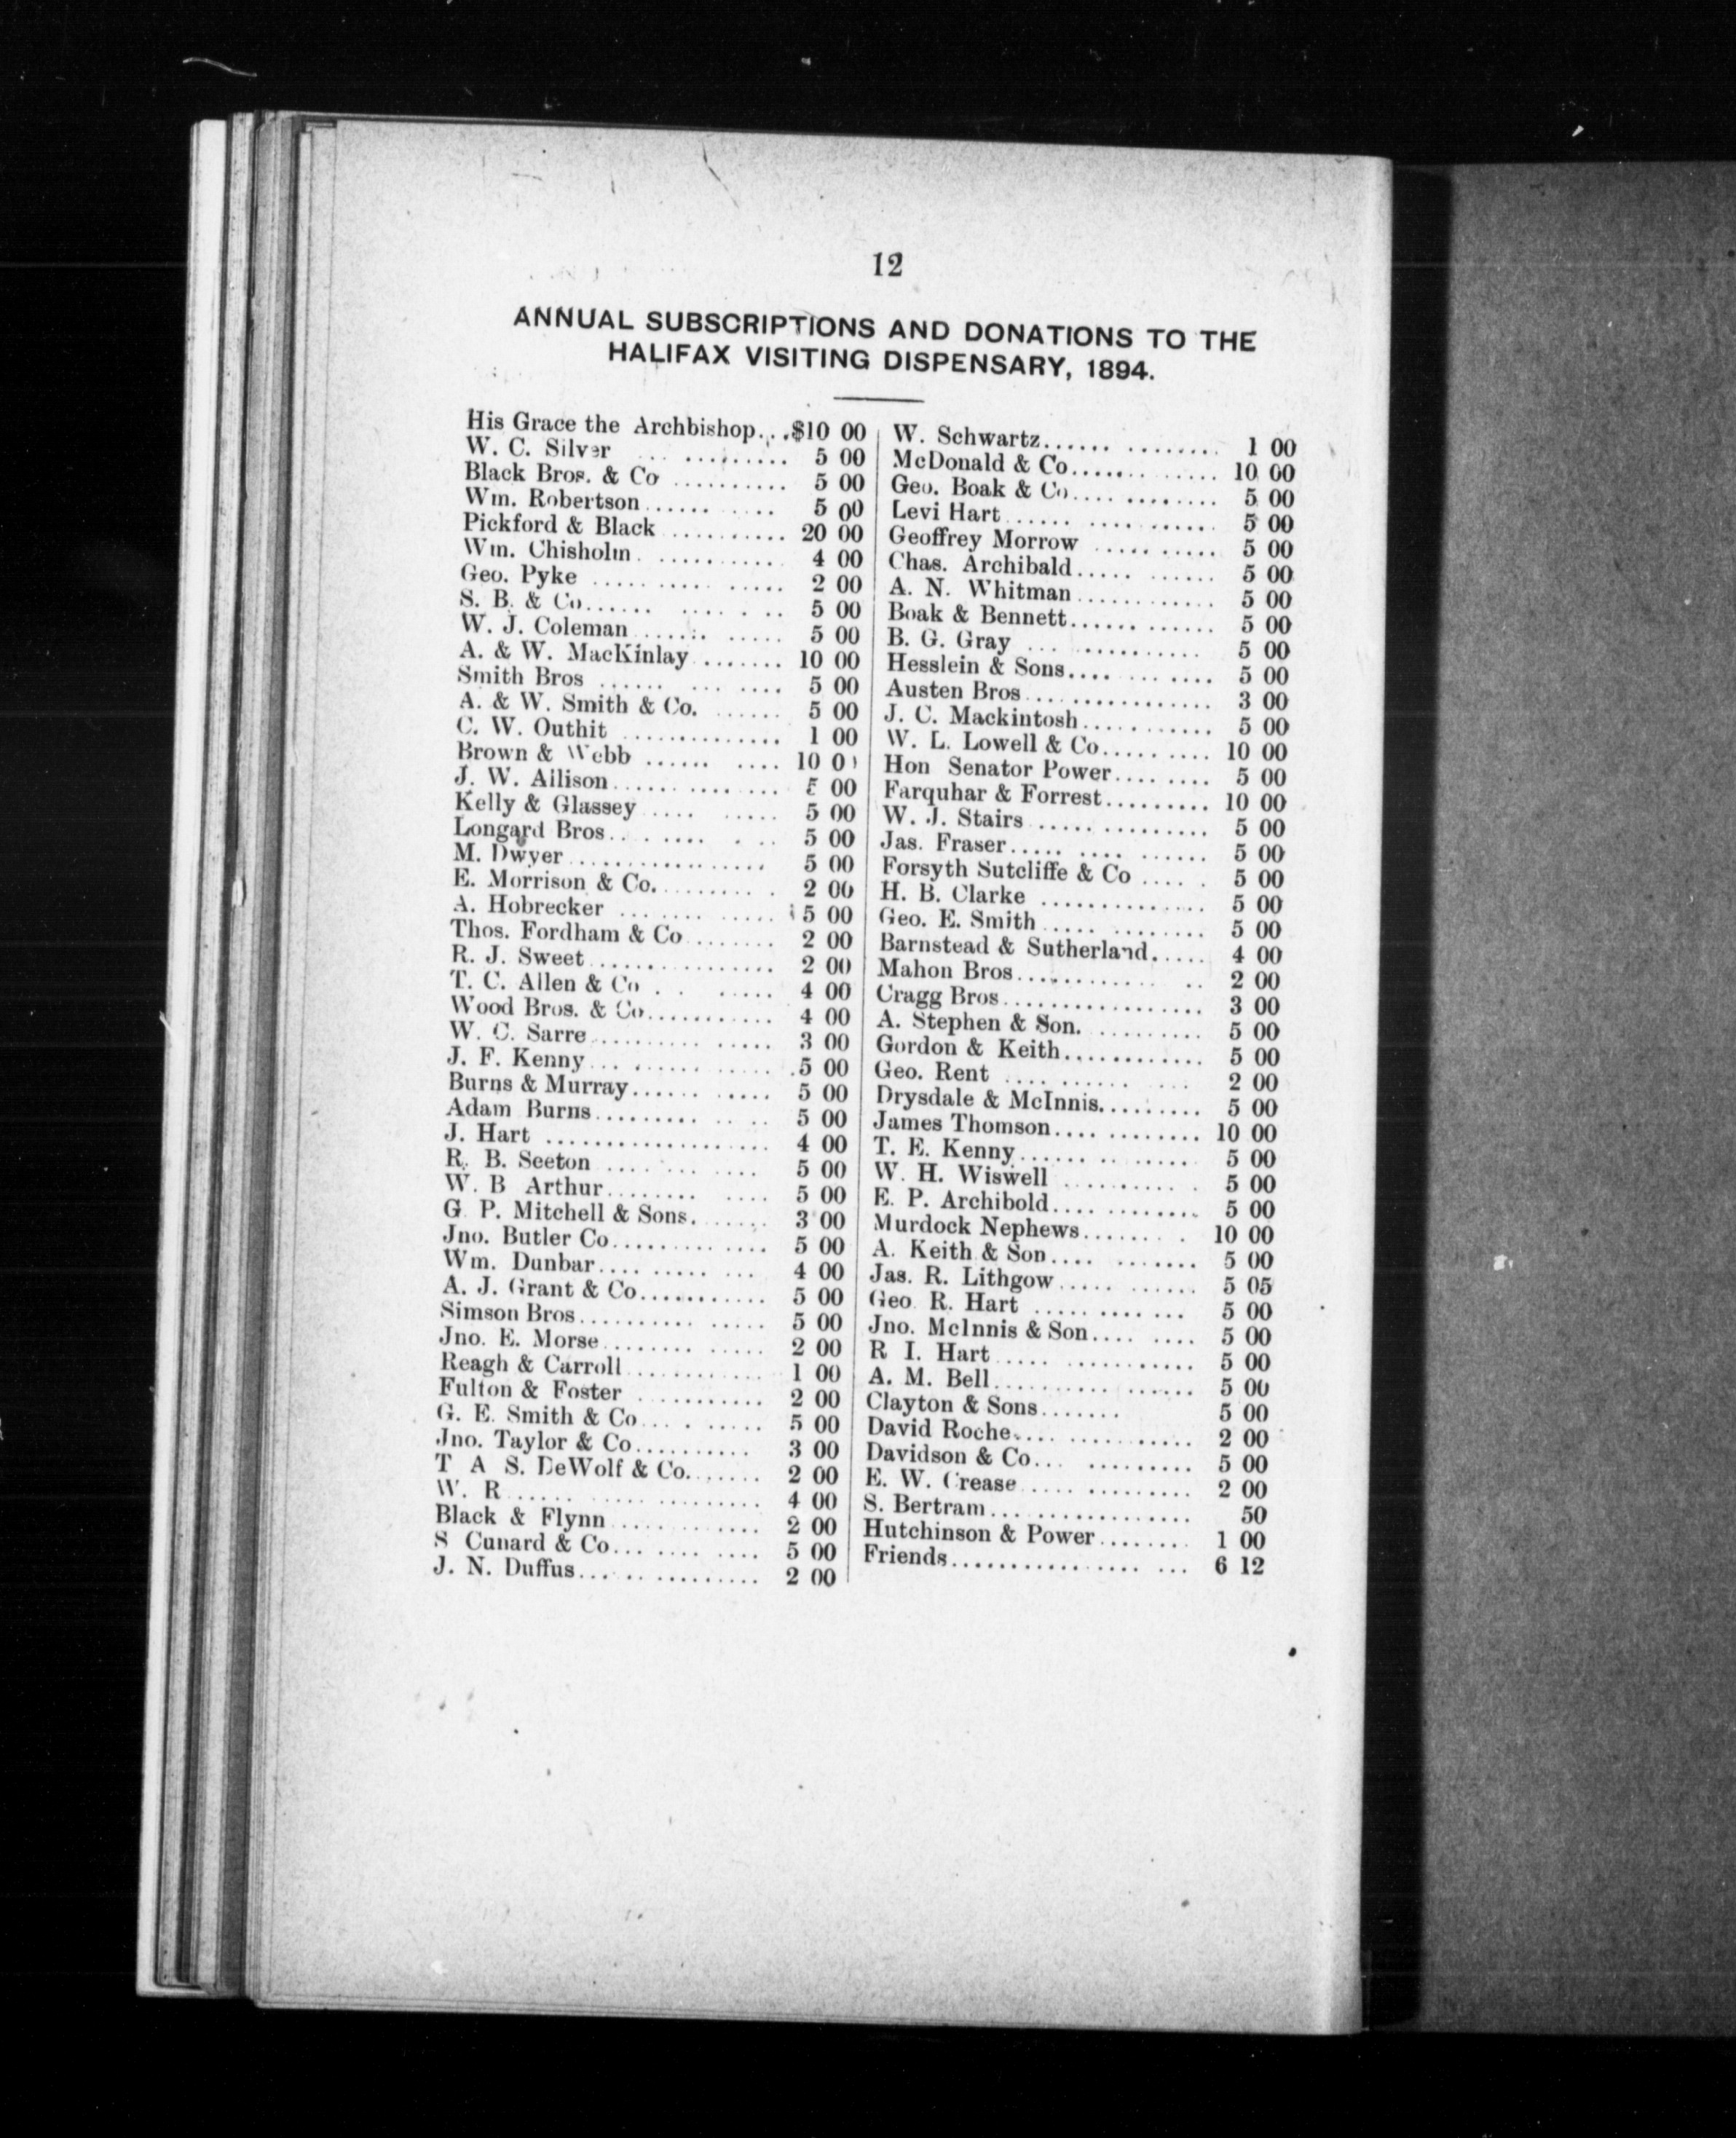 12
ANNUAL SUBSCRIPTIONS AND DONATIONS TO THE
HALIFAX VISITING DISPENSARY, 1894.
His Grace the Archbishop....$10 00
W. C. Silver ... ......... 5 00
Black Bros. & Co .......... 5 00
Wm. Robertson........... 5 00
Pickford & Black .......... 20 00
Wm. Chisholm............ 4 00
Geo. Pyke ................ 2 00
S. B. & Co................ 5 00
W. J. Coleman ............ 5 00
A. & W. MacKinlay ....... 10 00
Smith Bros ............... 5 00
A. & W. Smith & Co. ...... 5 00
C. W. Outhit .............. 1 00
Brown & Webb .......... 10 0
J. W. Allison.............. 5 00
Kelly & Glassey .......... 5 00
Longard Bros............. 5 00
M. Dwyer................. 5 00
E. Morrison & Co.......... 2 00
A. Hobrecker ............. 5 00
Thos. Fordham & Co........ 2 00
R. J. Sweet................ 2 00
T. C. Allen & Co .. ..... 4 00
Wood Bros. & Co........... 4 00
W. C. Sarre............... 3 00
J. F. Kenny............... 5 00
Burns & Murray........... 5 00
Adam Burns.............. 5 00
J. Hart ................... 4 00
R. B. Seeton ............. 5 00
W. B Arthur............. 5 00
G. P. Mitchell & Sons....... 3 00
Jno. Butler Co............. 5 00
Wm. Dunbar.............. 4 00
A. J. Grant & Co........... 5 00
Simson Bros............... 5 00
Jno. E. Morse............. 2 00
Reagh & Carroll........... 1 00
Fulton & Foster ........... 2 00
G. E. Smith & Co.......... 5 00
Jno. Taylor & Co.......... 3 00
T A S. DeWolf & Co....... 2 00
W. R.................... 4 00
Black & Flynn............ 2 00
S Cunard & Co............ 5 00
J. N. Duffus............... 2 00
W. Schwartz.............. 1 00
McDonald & Co............ 10 00
Geo. Boak & Co............ 5 00
Levi Hart................ 5 00
Geoffrey Morrow .......... 5 00
Chas. Archibald........... 5 00
A. N. Whitman............ 5 00
Boak & Bennett............ 5 00
B. G. Gray .............. 5 00
Hesslein & Sons............ 5 00
Austen Bros............... 3 00
J. C. Mackintosh........... 5 00
W. L. Lowell & Co......... 10 00
Hon Senator Power........ 5 00
Farquhar & Forrest......... 10 00
W. J. Stairs............... 5 00
Jas. Fraser............... 5 00
Forsyth Sutcliffe & Co ..... 5 00
H. B. Clarke .............. 5 00
Geo. E. Smith............. 5 00
Barnstead & Sutherland..... 4 00
Mahon Bros.............. 2 00
Cragg Bros................ 3 00
A. Stephen & Son........... 5 00
Gordon & Keith............ 5 00
Geo. Rent ............. 2 00
Drysdale & McInnis......... 5 00
James Thomson............ 10 00
T. E. Kenny.............. 5 00
W. H. Wiswell ........... 5 00
E. P. Archibold............ 5 00
Murdock Nephews........ 10 00
A. Keith & Son............ 5 00
Jas. R. Lithgow........... 5 05
Geo R. Hart ............. 5 00
Jno. McInnis & Son........ 5 00
R I. Hart................ 5 00
A. M. Bell................ 5 00
Clayton & Sons....... 5 00
David Roche.............. 2 00
Davidson & Co............ 5 00
E. W. Crease.............. 2 00
S. Bertram................ 50
Hutchinson & Power........ 1 00
Friends................... 6 12